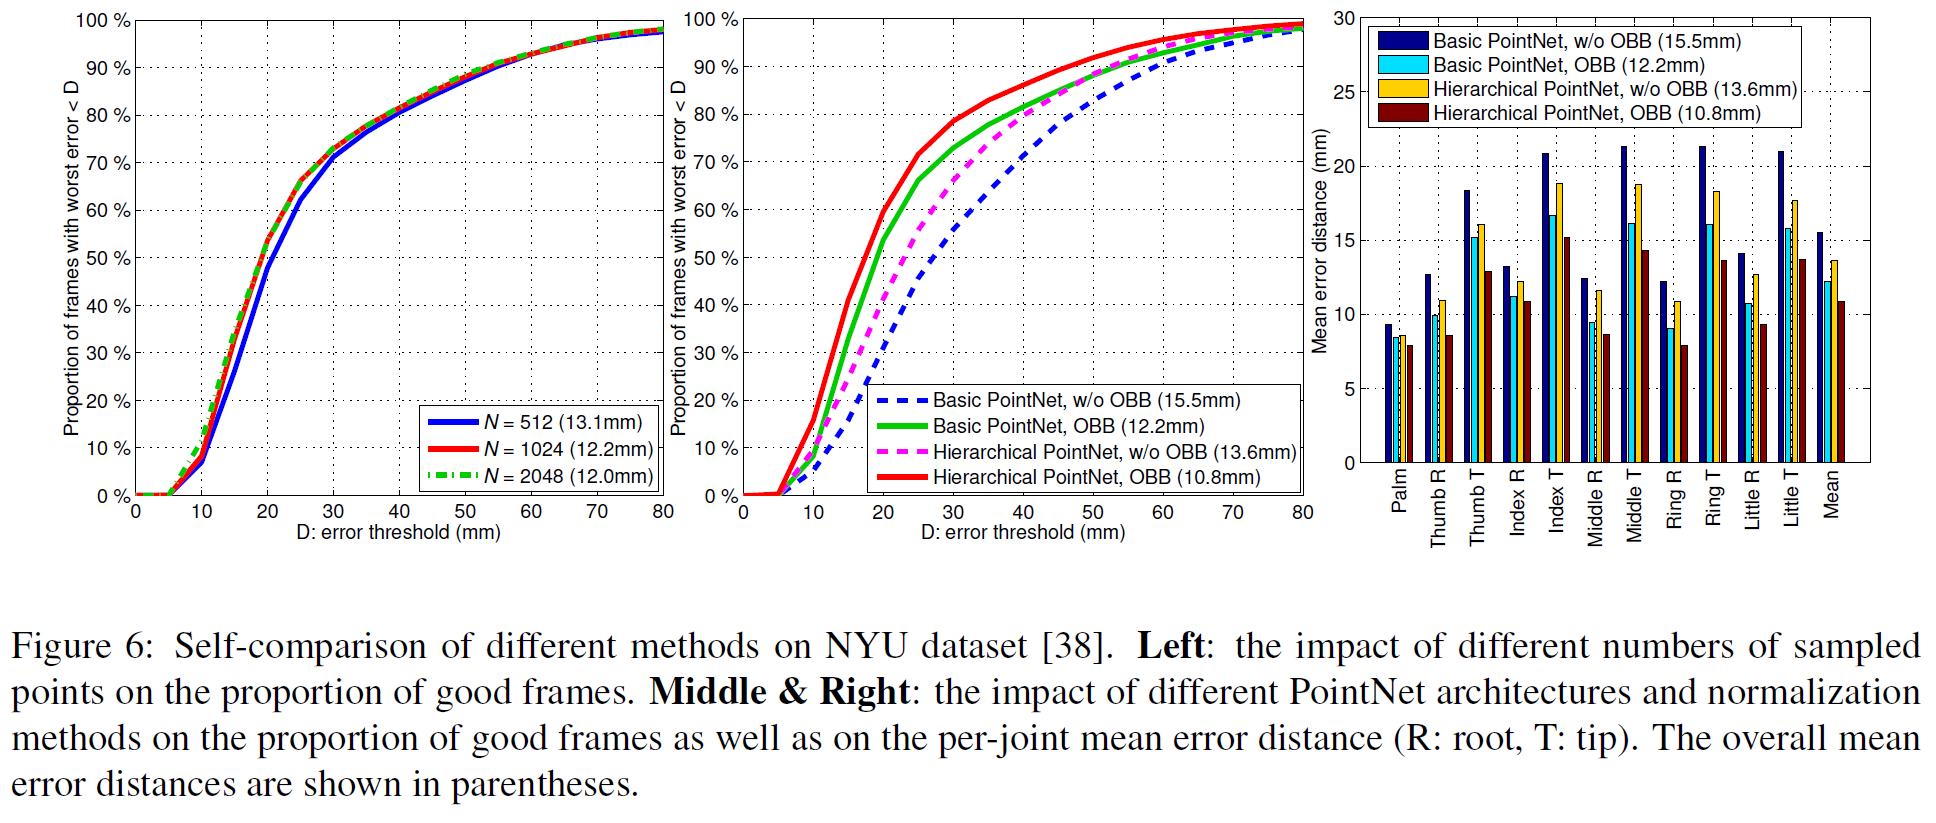 100 %
90 %
80 %
70 %
60 %
50 %
40 %
30 %
20 %
10 %
0 %
Proportion of frames with worst error < D
N = 512 (13.1mm)
N = 1024 (12.2mm)
N = 2048 (12.0mm)
0 10 20 30 40 50 60 70 80
D: error threshold (mm)
100 %
90 %
80 %
70 %
60 %
50 %
40 %
30 %
20 %
10 %
0 %
Proportion of frames with worst error < D
Basic PointNet, w/o OBB (15.5mm)
Basic PointNet, OBB (12.2mm)
Hierarchical PointNet, w/o OBB (13.6mm)
Hierarchical PointNet, OBB (10.8mm)
0 10 20 30 40 50 60 70 80
D: error threshold (mm)
30
25
20
15
10
5
0
Mean error distance (mm)
Basic PointNet, w/o OBB (15.5mm)
Basic PointNet, OBB (12.2mm)
Hierarchical PointNet, w/o OBB (13.6mm)
Hierarchical PointNet, OBB (10.8mm)
Palm
Thumb R
Thumb T
Index R
Index T
Middle R
Middle T
Ring R
Ring T
Little R
Little T
Mean
Figure 6: Self-comparison of different methods on NYU dataset [38]. Left: the impact of different numbers of sampled
points on the proportion of good frames. Middle & Right: the impact of different PointNet architectures and normalization
methods on the proportion of good frames as well as on the per-joint mean error distance (R: root, T: tip). The overall mean
error distances are shown in parentheses.